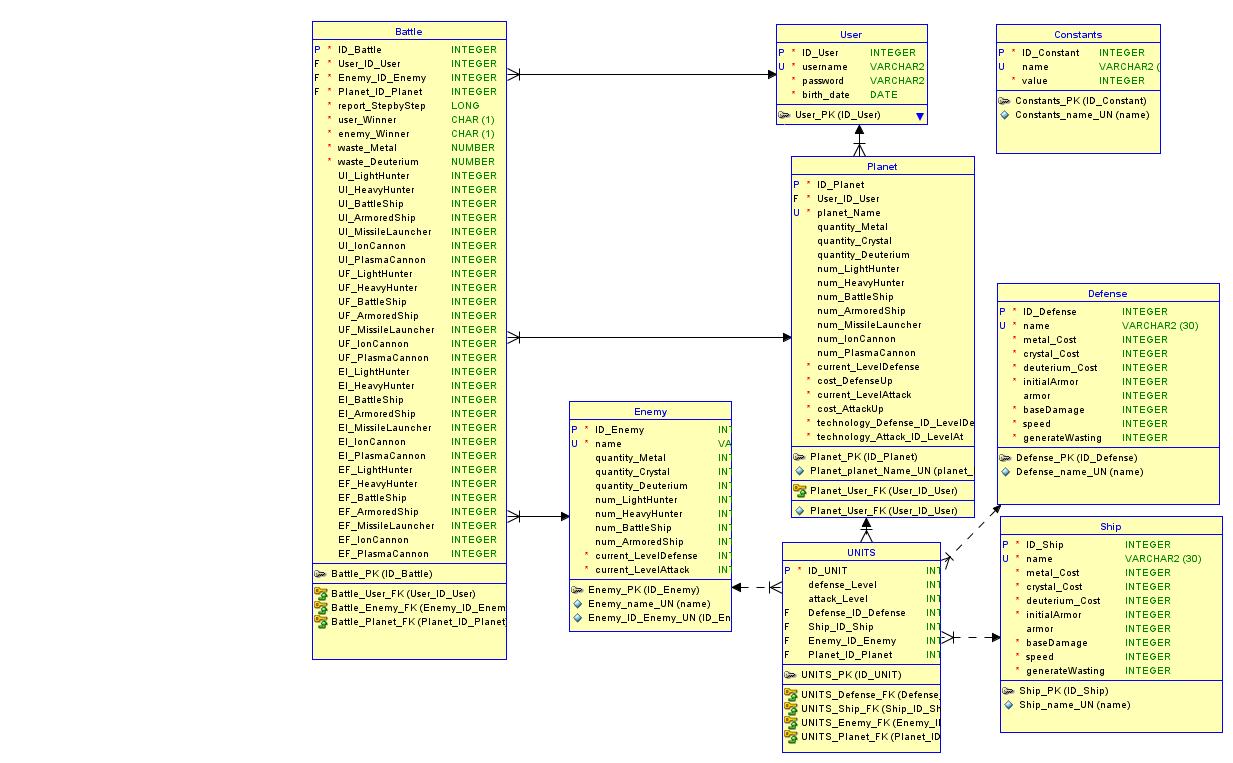 Battle
P * ID_Battle INTEGER
F * User_ID_User INTEGER
F * Enemy_ID_Enemy INTEGER
F * Planet_ID_Planet INTEGER
* report_StepbyStep LONG
* user_Winner CHAR (1)
* enemy_Winner CHAR (1)
* waste_Metal NUMBER
* waste_Deuterium NUMBER
UI_LightHunter INTEGER
UI_HeavyHunter INTEGER
UI_BattleShip INTEGER
UI_ArmoredShip INTEGER
UI_MissileLauncher INTEGER
UI_IonCannon INTEGER
UI_PlasmaCannon INTEGER
UF_LightHunter INTEGER
UF_HeavyHunter INTEGER
UF_BattleShip INTEGER
UF_ArmoredShip INTEGER
UF_MissileLauncher INTEGER
UF_IonCannon INTEGER
UF_PlasmaCannon INTEGER
EI_LightHunter INTEGER
EI_HeavyHunter INTEGER
EI_BattleShip INTEGER
EI_ArmoredShip INTEGER
EI_MissileLauncher INTEGER
EI_IonCannon INTEGER
EI_PlasmaCannon INTEGER
EF_LightHunter INTEGER
EF_HeavyHunter INTEGER
EF_BattleShip INTEGER
EF_ArmoredShip INTEGER
EF_MissileLauncher INTEGER
EF_IonCannon INTEGER
EF_PlasmaCannon INTEGER
Battle_PK (ID_Battle)
Battle_User_FK (User_ID_User)
Battle_Enemy_FK (Enemy_ID_Enem
Battle_Planet_FK (Planet_ID_Planet
User
P * ID_User INTEGER
U * username VARCHAR2
* password VARCHAR2
* birth_date DATE
User_PK (ID_User)
Constants
P * ID_Constant INTEGER
U name VARCHAR2 (
* value INTEGER
Constants_PK (ID_Constant)
Constants_name_UN (name)
Planet
P * ID_Planet
F * User_ID_User
U * planet_Name
quantity_Metal
quantity_Crystal
quantity_Deuterium
num_LightHunter
num_HeavyHunter
num_BattleShip
num_ArmoredShip
num_MissileLauncher
num_IonCannon
num_PlasmaCannon
* current_LevelDefense
* cost_DefenseUp
* current_LevelAttack
* cost_AttackUp
* technology_Defense_ID_LevelDe
* technology_Attack_ID_LevelAt
Planet_PK (ID_Planet)
Planet_planet_Name_UN (planet_
Planet_User_FK (User_ID_User)
Planet_User_FK (User_ID_User)
Defense
P * ID_Defense INTEGER
U * name VARCHAR2 (30)
* metal_Cost INTEGER
* crystal_Cost INTEGER
* deuterium_Cost INTEGER
* initialArmor INTEGER
armor INTEGER
* baseDamage INTEGER
* speed INTEGER
* generateWasting INTEGER
Defense_PK (ID_Defense)
Defense_name_UN (name)
Enemy
P * ID_Enemy INT
U * name VA
quantity_Metal INT
quantity_Crystal INT
quantity_Deuterium INT
num_LightHunter INT
num_HeavyHunter INT
num_BattleShip INT
num_ArmoredShip INT
* current_LevelDefense INT
* current_LevelAttack INT
Enemy_PK (ID_Enemy)
Enemy_name_UN (name)
Enemy_ID_Enemy_UN (ID_En
UNITS
P * ID_UNIT INT
defense_Level INT
attack_Level INT
F Defense_ID_Defense INT
F Ship_ID_Ship INT
F Enemy_ID_Enemy INT
F Planet_ID_Planet INT
UNITS_PK (ID_UNIT)
UNITS_Defense_FK (Defense_
UNITS_Ship_FK (Ship_ID_Sh
UNITS_Enemy_FK (Enemy_I
UNITS_Planet_FK (Planet_ID
Ship
P * ID_Ship INTEGER
U * name VARCHAR2 (30)
* metal_Cost INTEGER
* crystal_Cost INTEGER
* deuterium_Cost INTEGER
* initialArmor INTEGER
armor INTEGER
* baseDamage INTEGER
* speed INTEGER
* generateWasting INTEGER
Ship_PK (ID_Ship)
Ship_name_UN (name)